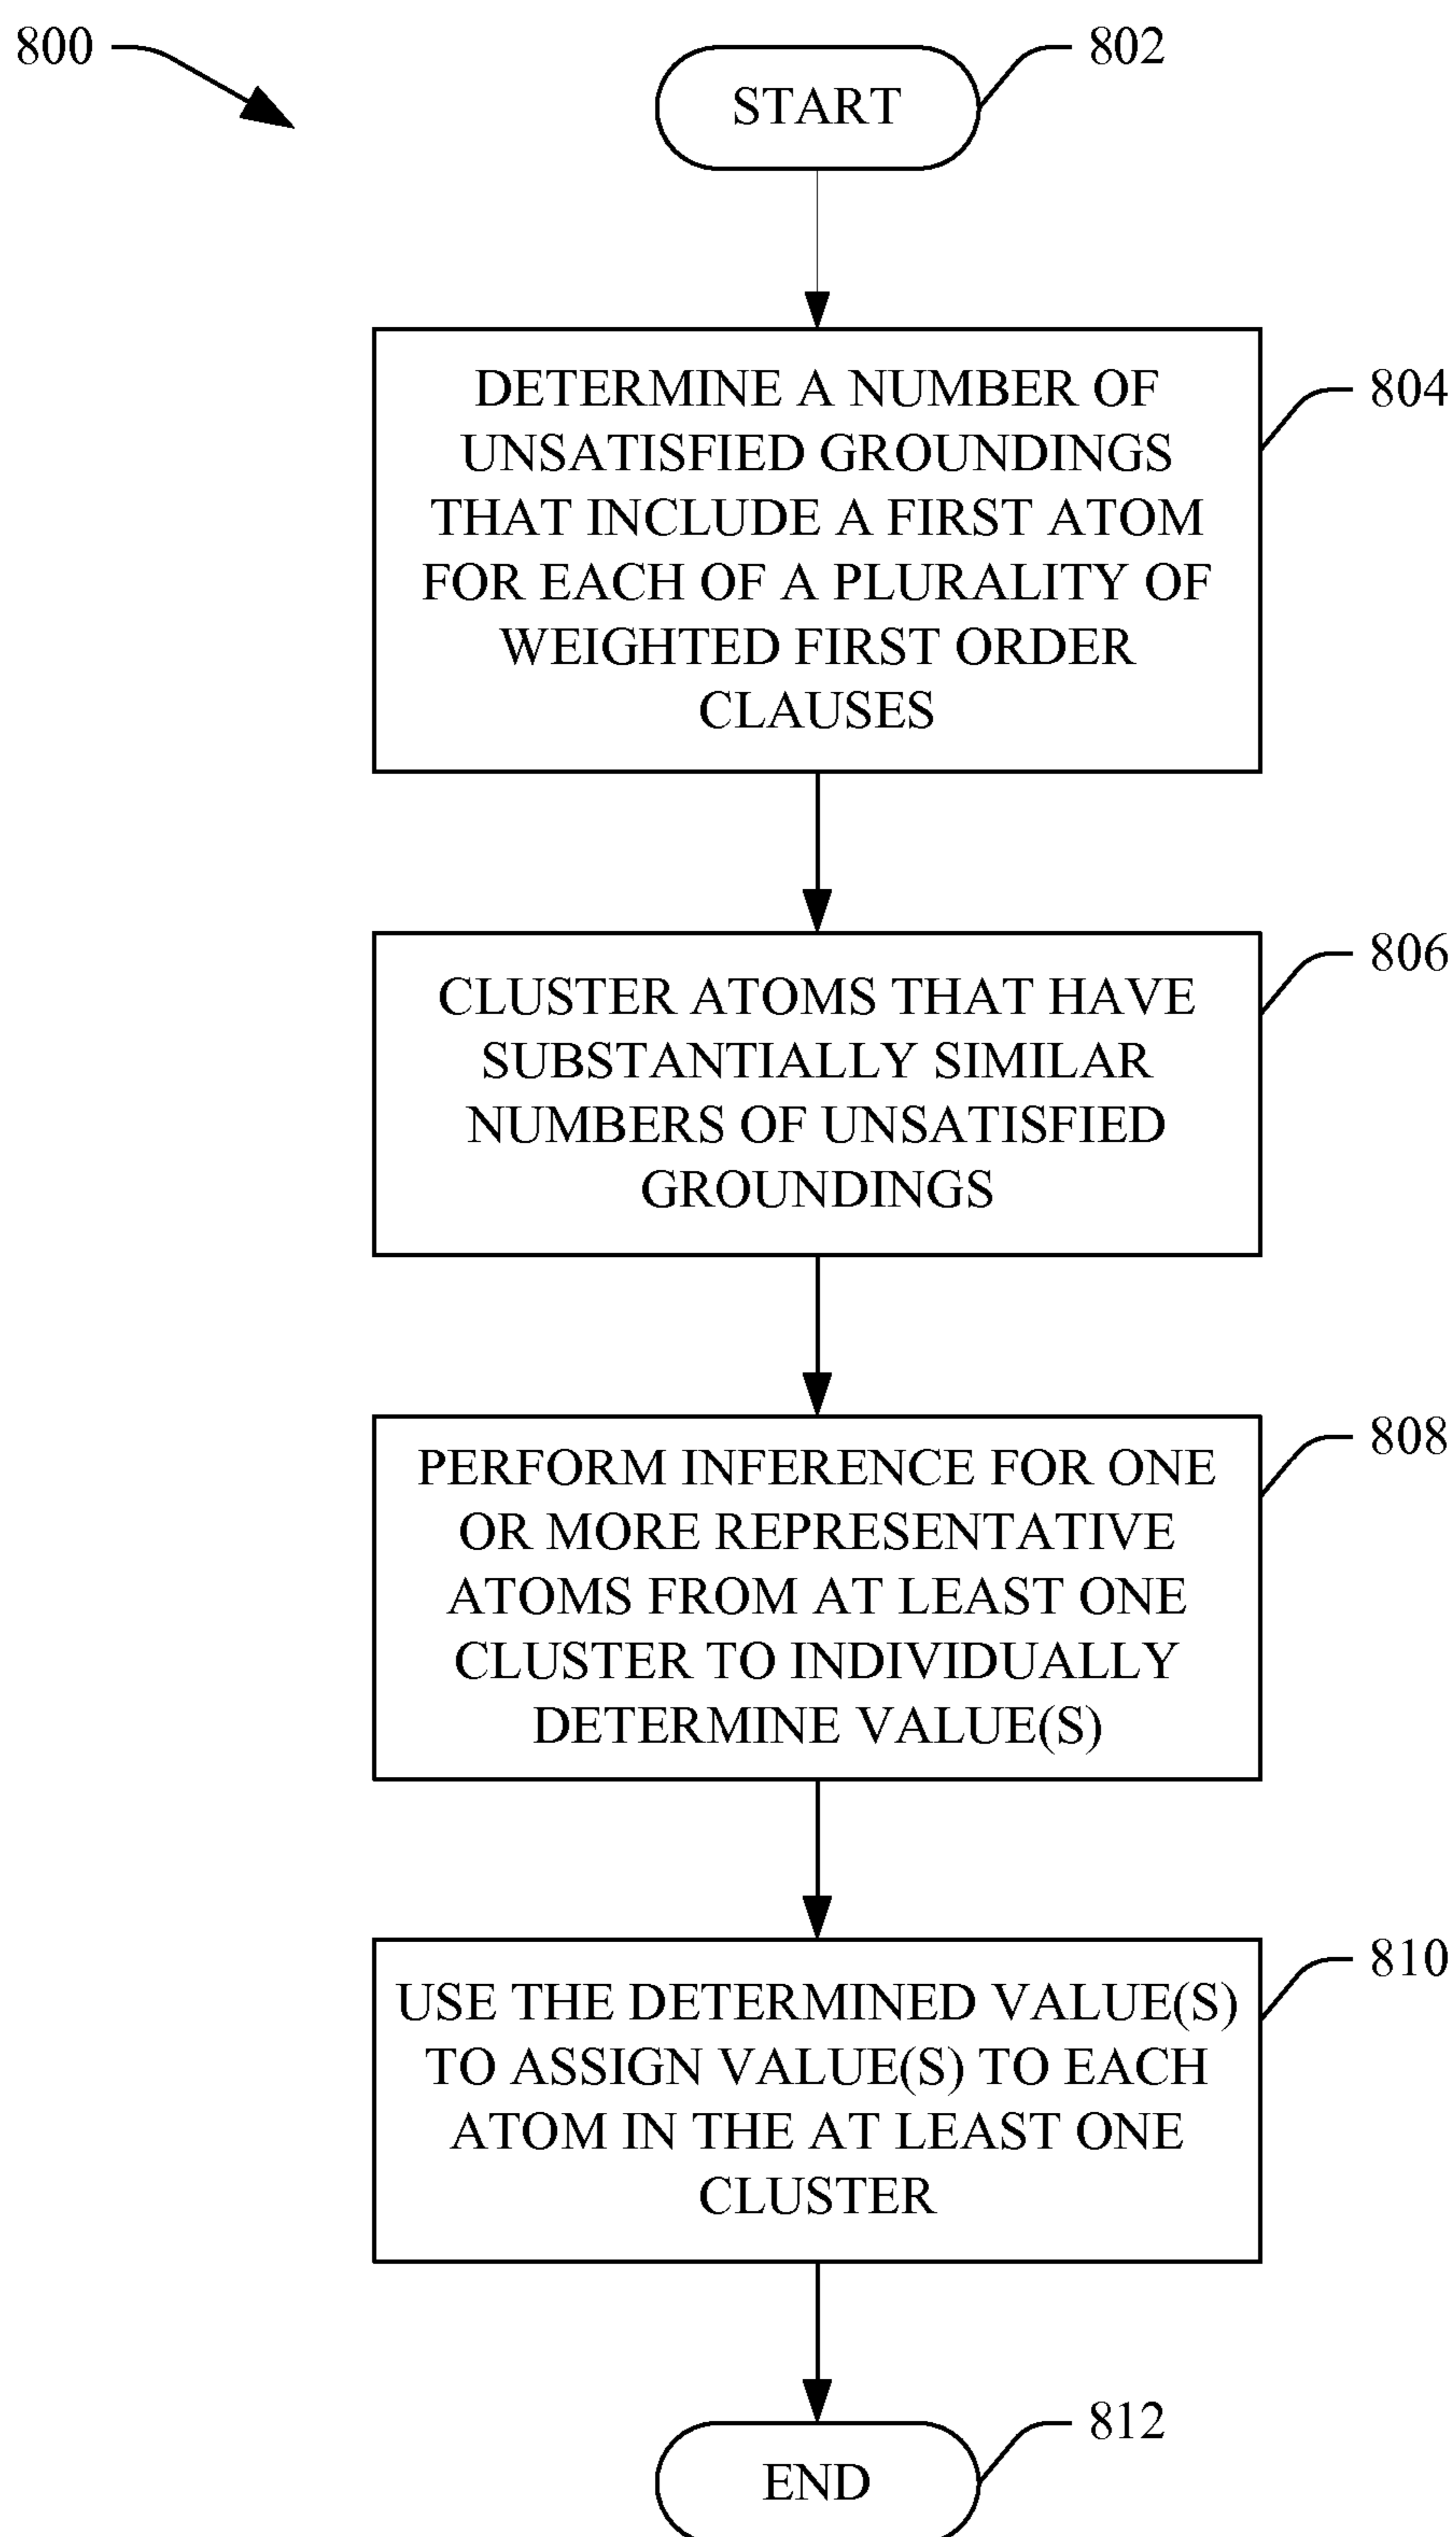 800
802
START
DETERMINE A NUMBER OF
UNSATISFIED GROUNDINGS
THAT INCLUDE A FIRST ATOM
FOR EACH OF A PLURALITY OF
WEIGHTED FIRST ORDER
CLAUSES
804
CLUSTER ATOMS THAT HAVE
SUBSTANTIALLY SIMILAR
NUMBERS OF UNSATISFIED
GROUNDINGS
806
PERFORM INFERENCE FOR ONE
OR MORE REPRESENTATIVE
ATOMS FROM AT LEAST ONE
CLUSTER TO INDIVIDUALLY
DETERMINE VALUE(S)
808
USE THE DETERMINED VALUE(S)
TO ASSIGN VALUE(S) TO EACH
ATOM IN THE AT LEAST ONE
CLUSTER
810
812
END